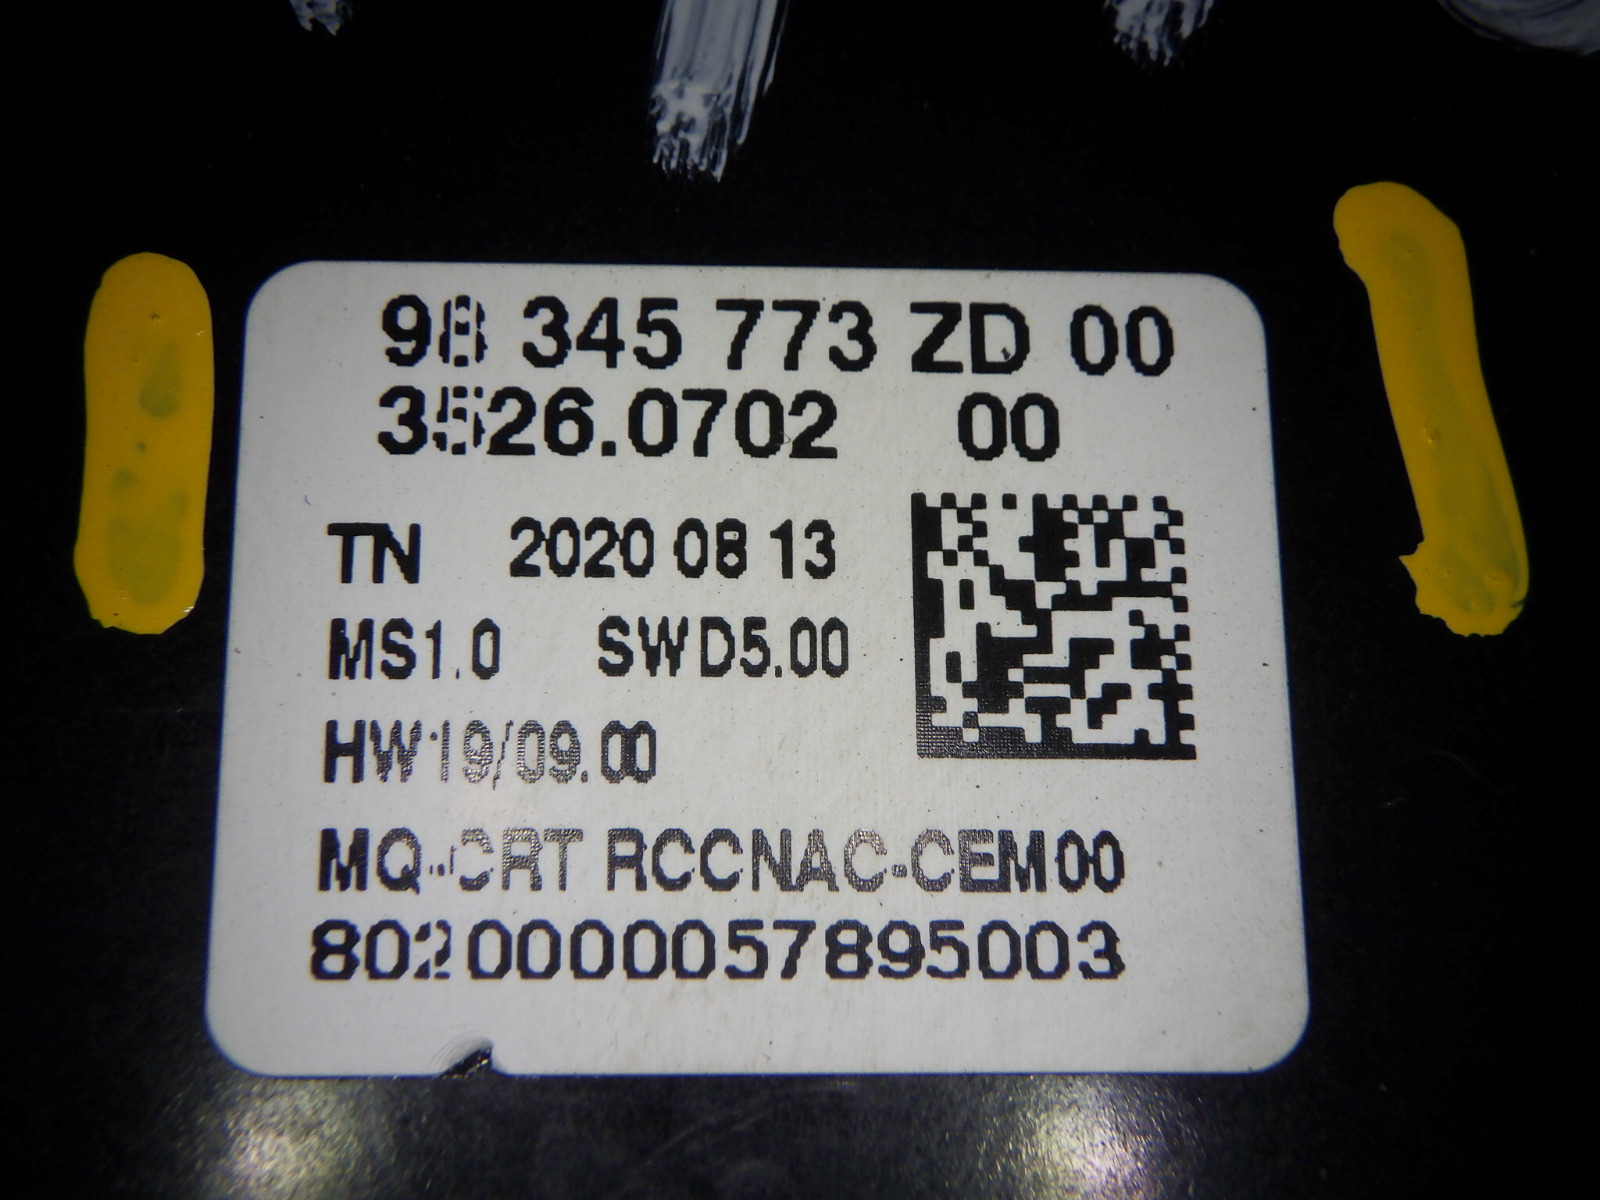 98 345 773 ZD 00
3526.0702 00
TN 2020 08 13
MS1.0 SWD5.00
HW19/09.00
MQ-CRT RCCNAC-CEM00
8020000057895003